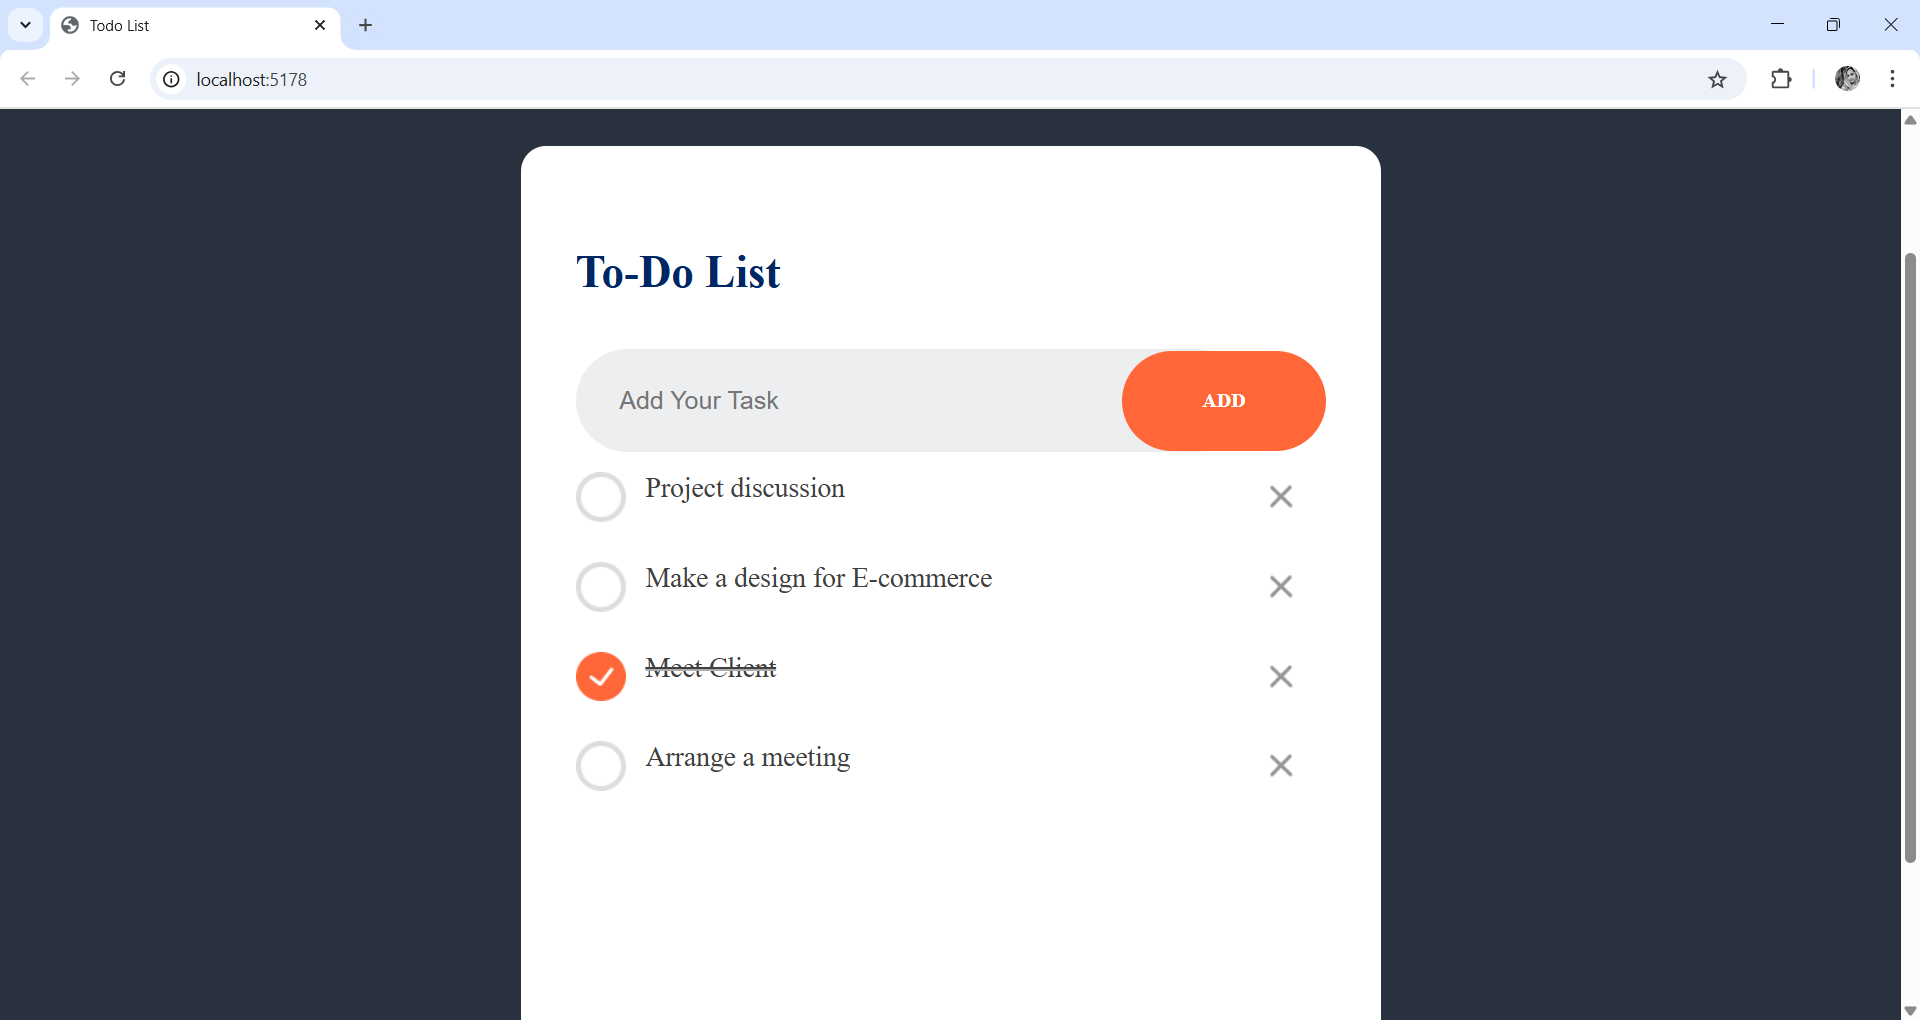 Todo List
localhost:5178
To-Do List
Add Your Task
ADD
Project discussion
Make a design for E-commerce
Meet Client
Arrange a meeting